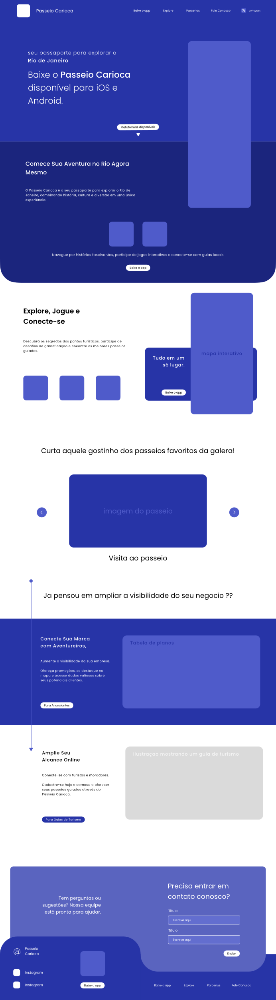 Passeio Carioca
Baixe o app
Explore
Parcerias
Fale Conosco
portugues
seu passaporte para explorar o
Rio de Janeiro
Baixe o Passeio Carioca
disponível para iOS e
Android.
Plataformas disponíveis
Comece Sua Aventura no Rio Agora
Mesmo
O Passeio Carioca é o seu passaporte para explorar o Rio de
Janeiro, combinando história, cultura e diversão em uma única
experiência.
Navegue por histórias fascinantes, participe de jogos interativos e conecte-se com guias locais.
Baixe o app
Explore, Jogue e
Conecte-se
Descubra os segredos dos pontos turísticos, participe de
desafios de gameficação e encontre os melhores passeios
guiados.
Tudo em um
só lugar.
Baixe o app
mapa interativo
Curta aquele gostinho dos passeios favoritos da galera!
imagem do passeio
Visita ao passeio
Ja pensou em ampliar a visibilidade do seu negocio ??
Conecte Sua Marca
com Aventureiros,
Aumente a visibilidade da sua empresa.
Ofereça promoções, se destaque no
mapa e acesse dados valiosos sobre
seus potenciais clientes.
Para Anunciantes
Tabela de planos
Amplie Seu
Alcance Online
Conecte-se com turistas e moradores.
Cadastre-se hoje e comece a oferecer
seus passeios guiados através do
Passeio Carioca.
Para Guias de Turismo
Ilustraçao mostrando um guia de turismo
Tem perguntas ou
sugestões? Nossa equipe
está pronta para ajudar.
Precisa entrar em
contato conosco?
Titulo
Escreva aqui
Titulo
Escreva aqui
Enviar
@
Passeio
Carioca
Instagram
Instagram
Baixe o app
Baixe o app
Explore
Parcerias
Fale Conosco